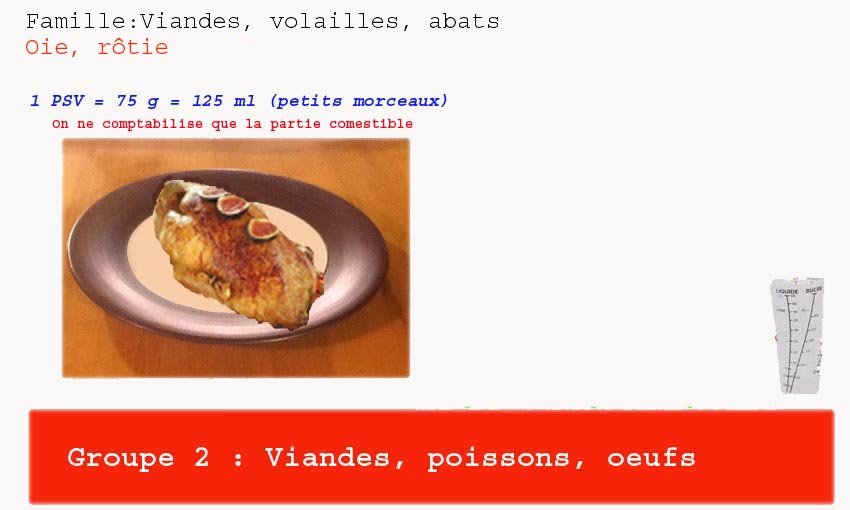 Famille:Viandes, volailles, abats
Oie, rôtie
1 PSV = 75 g = 125 ml (petits morceaux)
On ne comptabilise que la partie comestible
LIQUIDE SUCRE
Groupe 2 : Viandes, poissons, oeufs